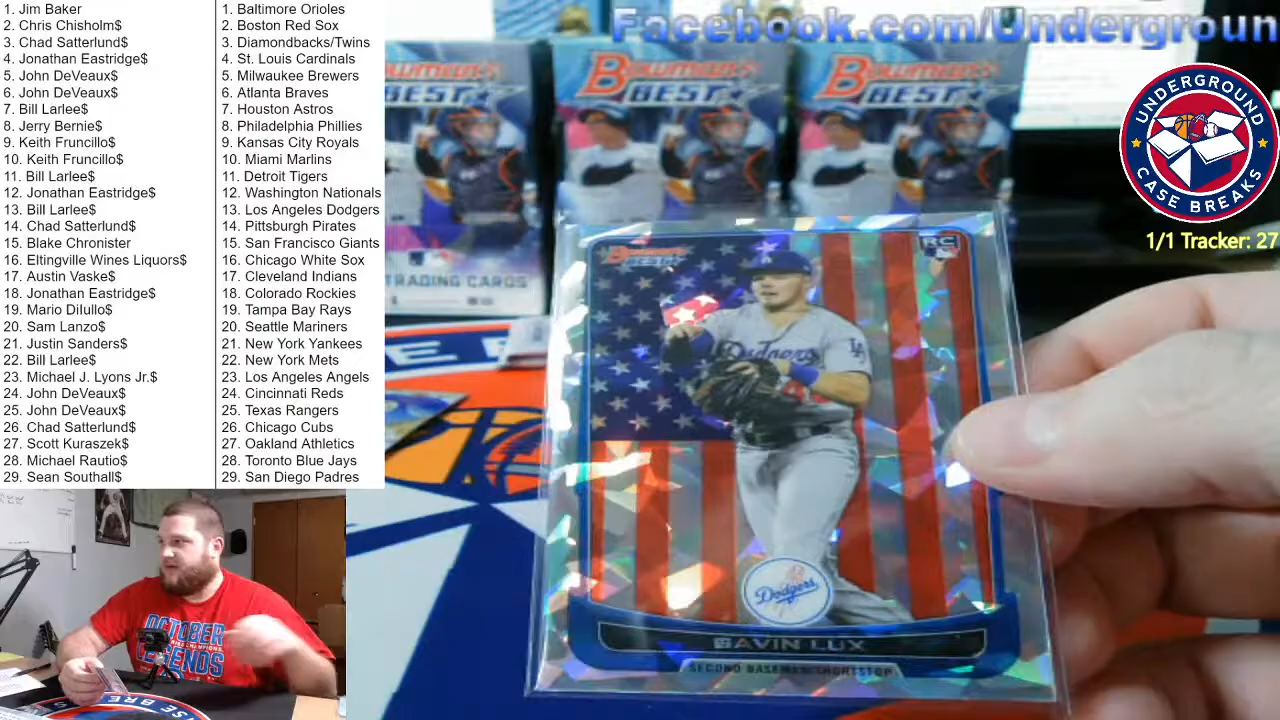 1. Jim Baker
2. Chris Chisholm$
3. Chad Satterlund$
4. Jonathan Eastridge$
5. John DeVeaux$
6. John DeVeaux$
7. Bill Larlee$
8. Jerry Bernie$
9. Keith Fruncillo$
10. Keith Fruncillo$
11. Bill Larlee$
12. Jonathan Eastridge$
13. Bill Larlee$
14. Chad Satterlund$
15. Blake Chronister
16. Eltingville Wines Liquors$
17. Austin Vaske$
18. Jonathan Eastridge$
19. Mario Dilullo$
20. Sam Lanzo$
21. Justin Sanders$
22. Bill Larlee$
23. Michael J. Lyons Jr.$
24. John DeVeaux$
25. John DeVeaux$
26. Chad Satterlund$
27. Scott Kuraszek$
28. Michael Rautio$
29. Sean Southall$
1. Baltimore Orioles
2. Boston Red Sox
3. Diamondbacks/Twins
4. St. Louis Cardinals
5. Milwaukee Brewers
6. Atlanta Braves
7. Houston Astros
8. Philadelphia Phillies
9. Kansas City Royals
10. Miami Marlins
11. Detroit Tigers
12. Washington Nationals
13. Los Angeles Dodgers
14. Pittsburgh Pirates
15. San Francisco Giants
16. Chicago White Sox
17. Cleveland Indians
18. Colorado Rockies
19. Tampa Bay Rays
20. Seattle Mariners
21. New York Yankees
22. New York Mets
23. Los Angeles Angels
24. Cincinnati Reds
25. Texas Rangers
26. Chicago Cubs
27. Oakland Athletics
28. Toronto Blue Jays
29. San Diego Padres
Facebook.com/Undergroun
BEST
Bowman's
BEST
Bowman's
BEST
TRADING CARDS
UNDERGROUND
CASE BREAKS
1/1 Tracker: 27
Bowman's
BEST
RC
Dodgers
LA
Dodgers
GAVIN LUX
SECOND BASEMAN/SHORTSTOP
OCTOBER
LEGENDS